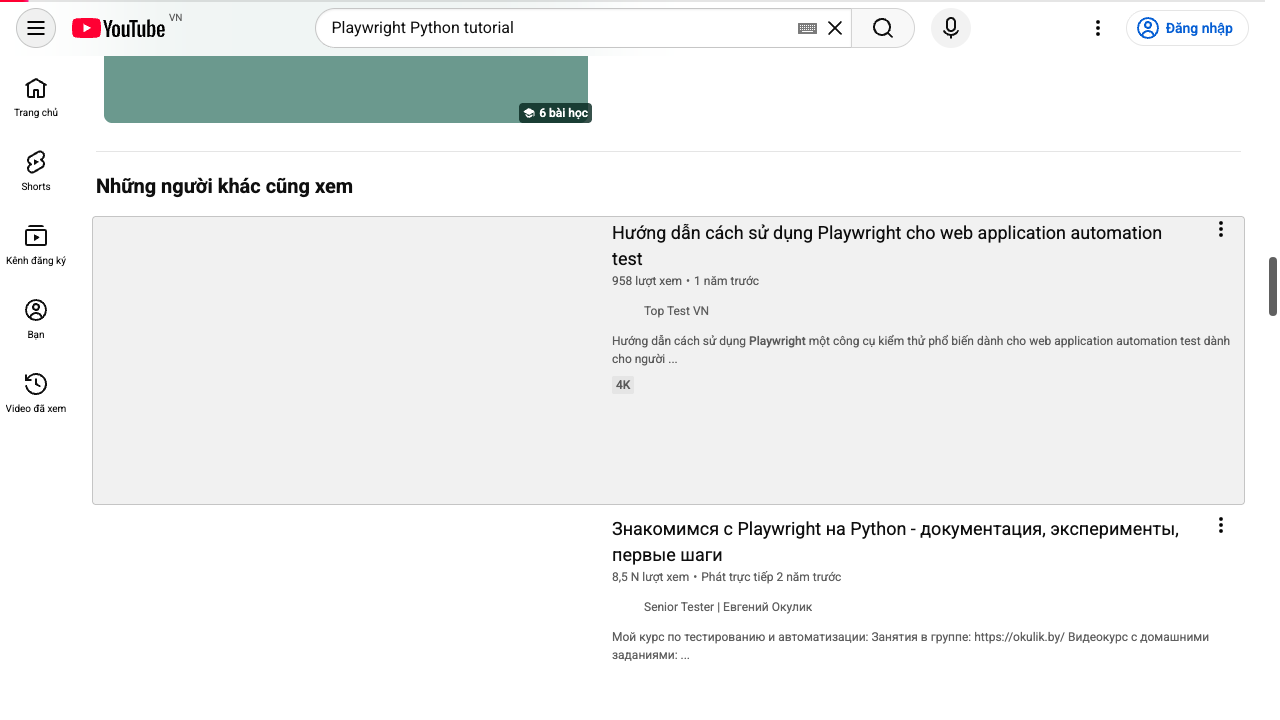 YouTube VN
Playwright Python tutorial
Đăng nhập
Trang chủ
Shorts
Kênh đăng ký
Bạn
Video đã xem
6 bài học
Những người khác cũng xem
Hướng dẫn cách sử dụng Playwright cho web application automation
test
958 lượt xem • 1 năm trước
Top Test VN
Hướng dẫn cách sử dụng Playwright một công cụ kiểm thử phổ biến dành cho web application automation test dành
cho người ...
4K
Знакомимся с Playwright на Python - документация, эксперименты,
первые шаги
8,5 N lượt xem • Phát trực tiếp 2 năm trước
Senior Tester | Евгений Окулик
Мой курс по тестированию и автоматизации: Занятия в группе: https://okulik.by/ Видеокурс с домашними
заданиями: ...